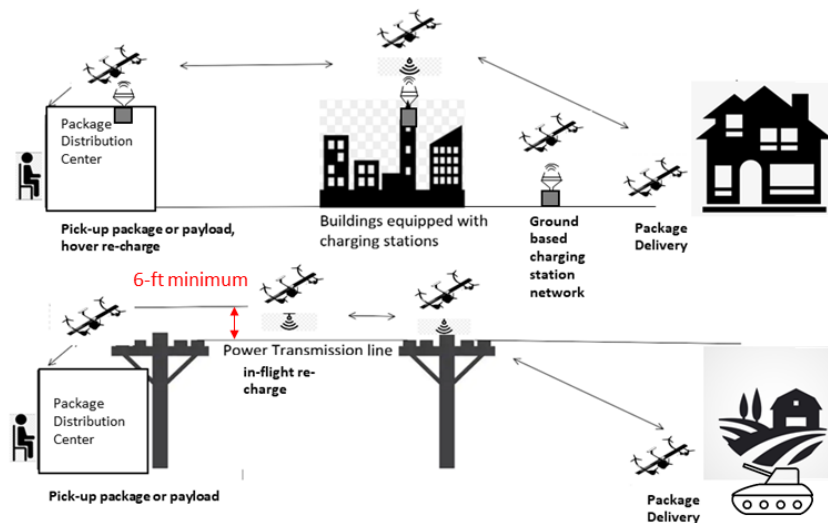 Package
Distribution
Center
Pick-up package or payload,
hover re-charge
Buildings equipped with
charging stations
Ground
based
charging
station
network
Package
Delivery
6-ft minimum
Power Transmission line
in-flight re-
charge
Package
Distribution
Center
Pick-up package or payload
Package
Delivery